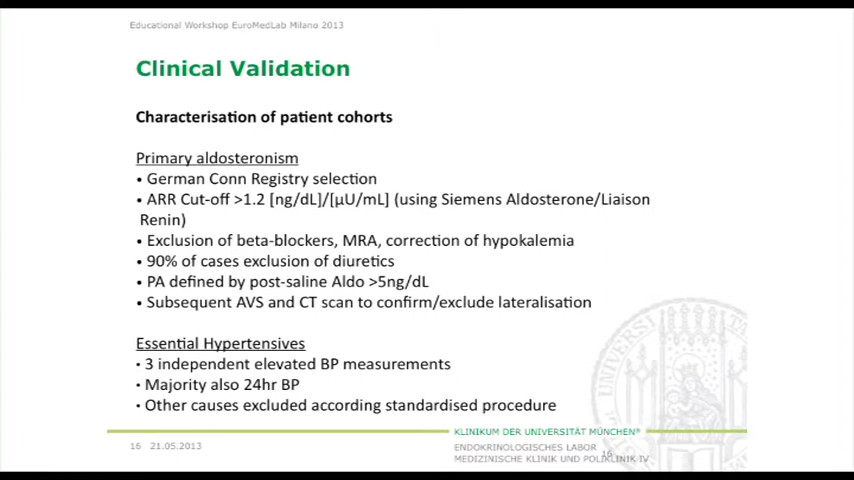 Educational Workshop EuroMedLab Milano 2013
Clinical Validation
Characterisation of patient cohorts
Primary aldosteronism
• German Conn Registry selection
• ARR Cut-off >1.2 [ng/dL]/[µU/mL] (using Siemens Aldosterone/Liaison
Renin)
• Exclusion of beta-blockers, MRA, correction of hypokalemia
• 90% of cases exclusion of diuretics
• PA defined by post-saline Aldo >5ng/dL
• Subsequent AVS and CT scan to confirm/exclude lateralisation
Essential Hypertensives
• 3 independent elevated BP measurements
• Majority also 24hr BP
• Other causes excluded according standardised procedure
KLINIKUM DER UNIVERSITÄT MÜNCHEN®
16 21.05.2013
ENDOKRINOLOGISCHES LABOR
16
MEDIZINISCHE KLINIK UND POLIKLINIK IV